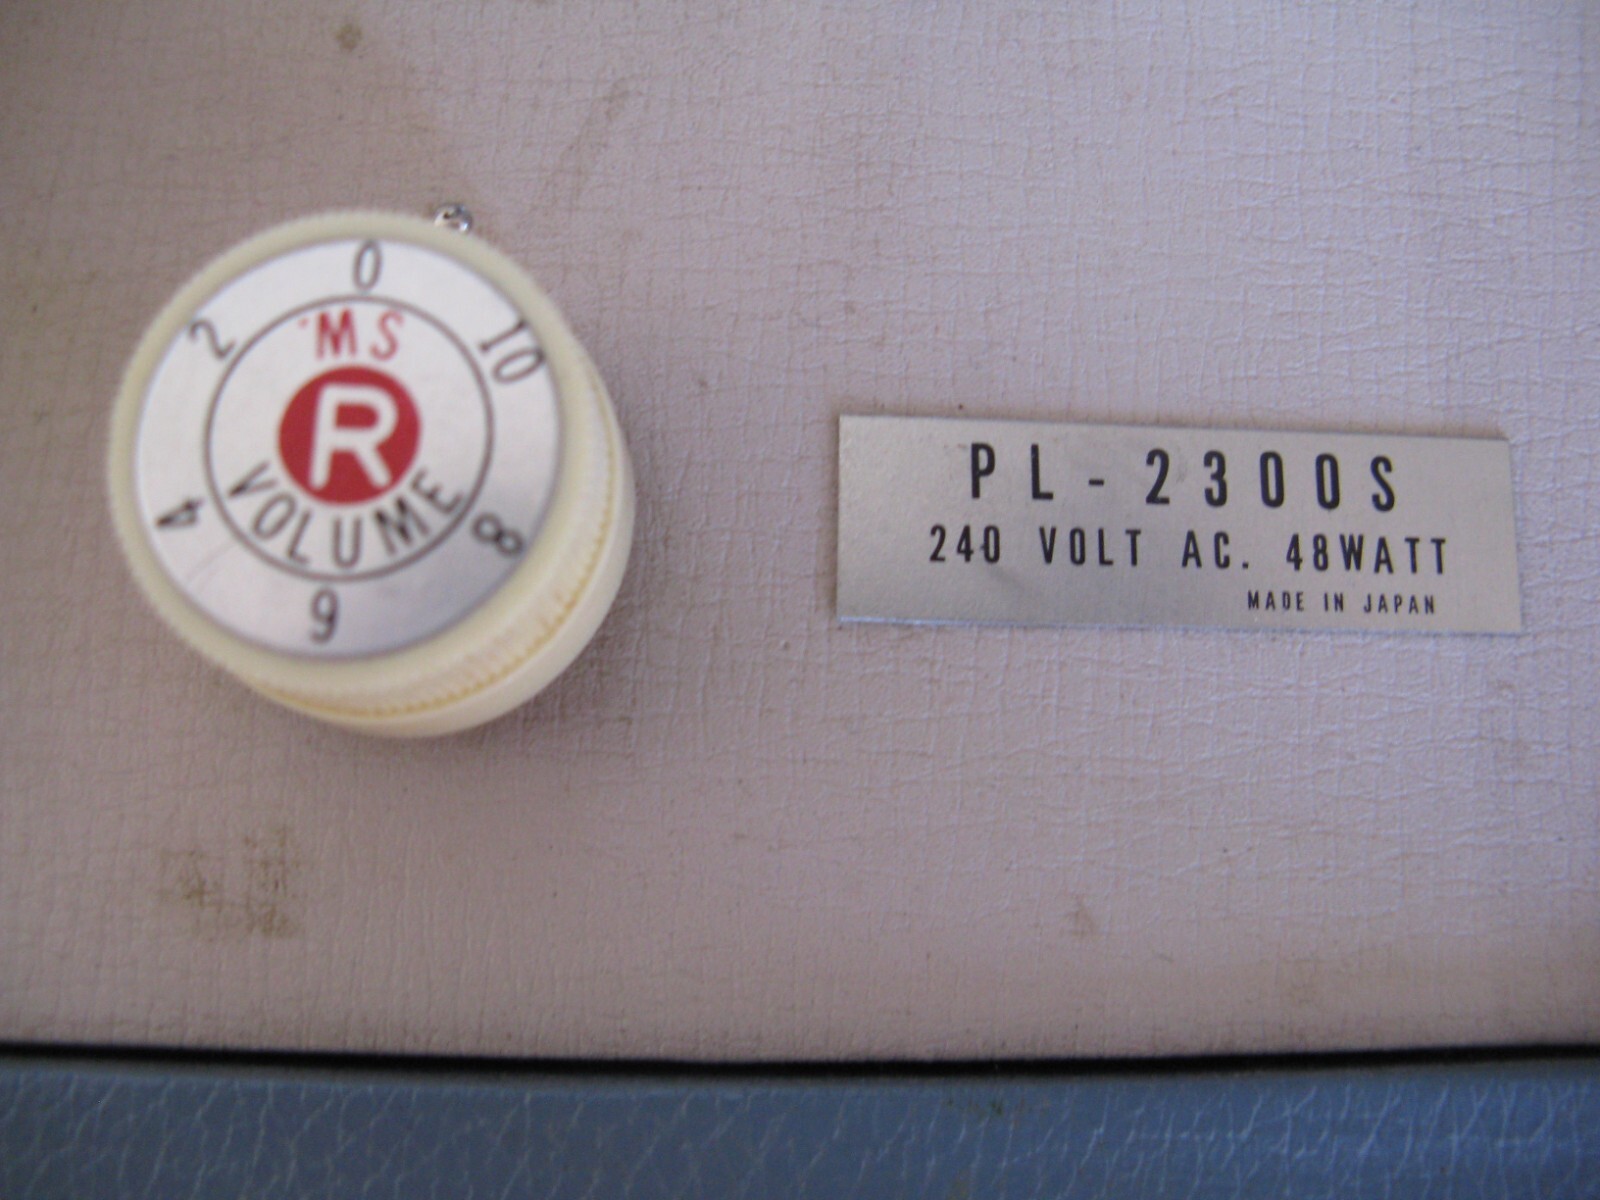 0
10
2
MS
R
VOLUME
4
8
6
PL-2300S
240 VOLT AC. 48WATT
MADE IN JAPAN